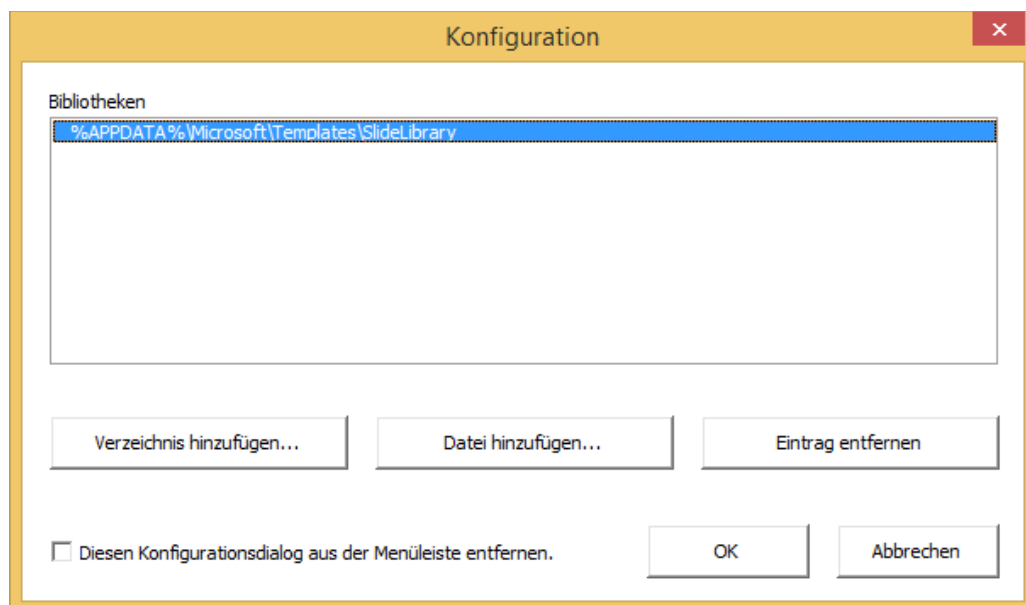 Konfiguration
Bibliotheken
%APPDATA%\Microsoft\Templates\SlideLibrary
Verzeichnis hinzufügen...
Datei hinzufügen...
Eintrag entfernen
Diesen Konfigurationsdialog aus der Menüleiste entfernen.
OK
Abbrechen